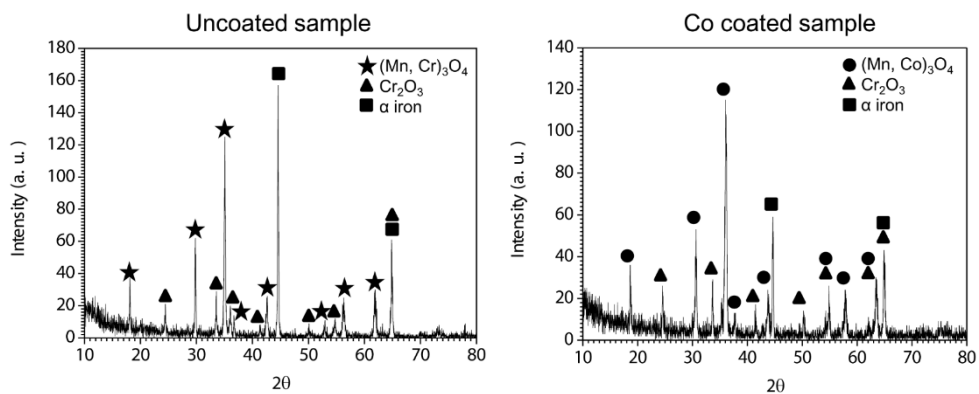 Uncoated sample
180
160
140
120
100
80
60
40
20
0
Intensity (a. u.)
(Mn, Cr)₃O₄
Cr₂O₃
α iron
10 20 30 40 50 60 70 80
2θ
Co coated sample
140
120
100
80
60
40
20
0
Intensity (a. u.)
(Mn, Co)₃O₄
Cr₂O₃
α iron
10 20 30 40 50 60 70 80
2θ